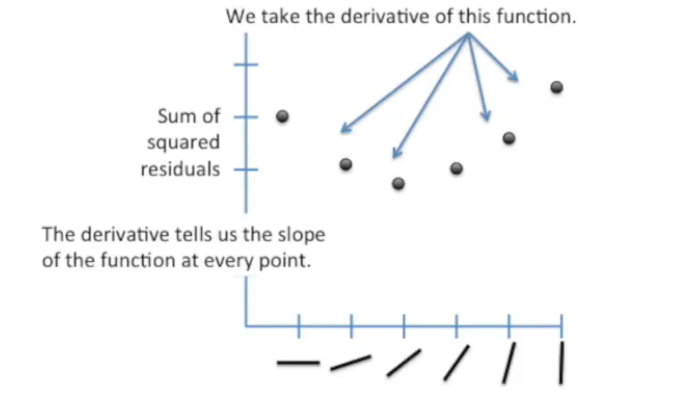 We take the derivative of this function.
Sum of
squared
residuals
The derivative tells us the slope
of the function at every point.